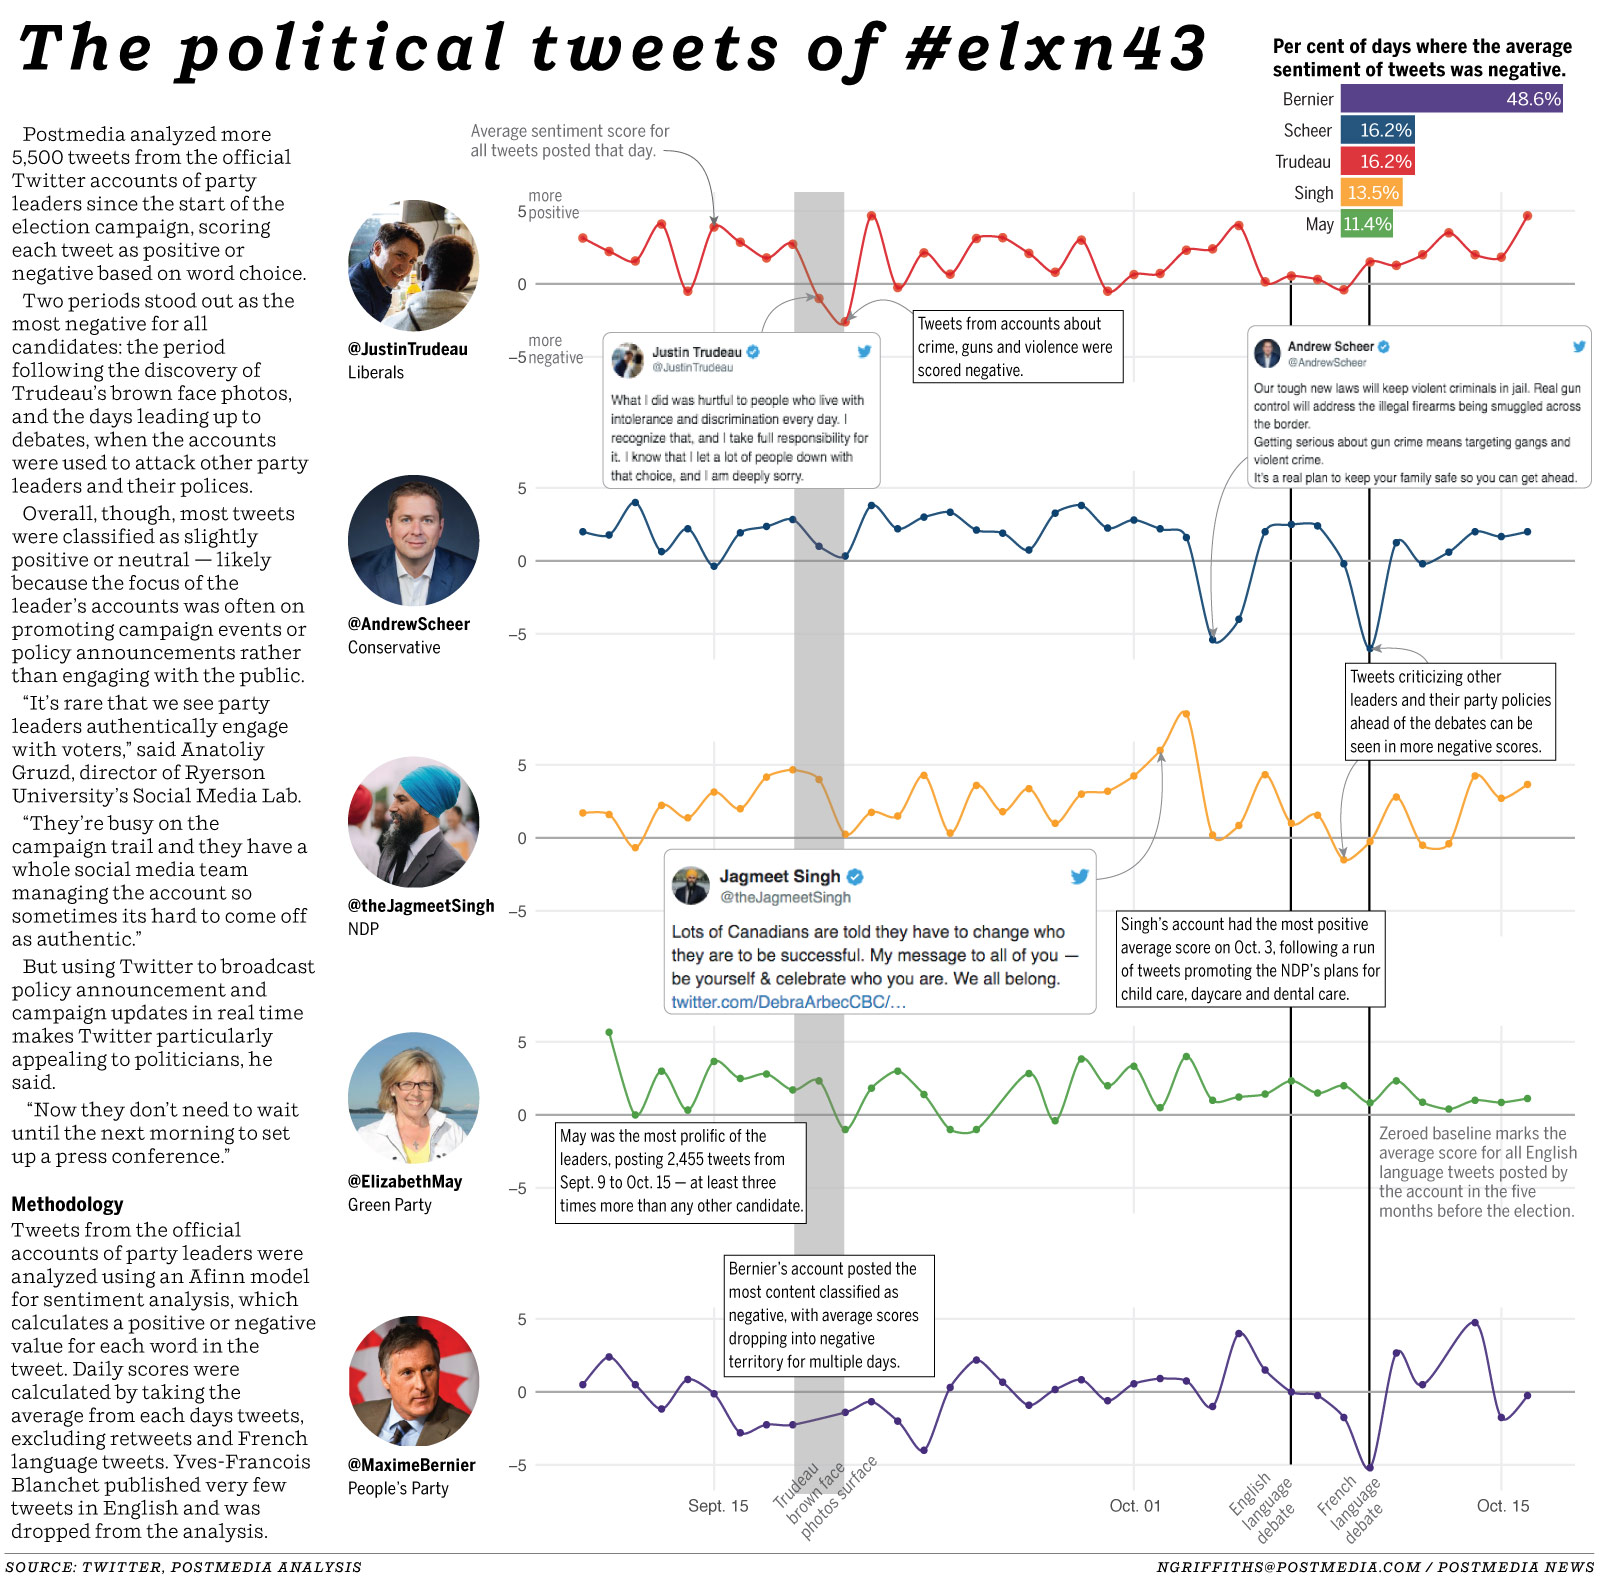 The political tweets of #elxn43
Postmedia analyzed more
5,500 tweets from the official
Twitter accounts of party
leaders since the start of the
election campaign, scoring
each tweet as positive or
negative based on word choice.
Two periods stood out as the
most negative for all
candidates: the period
following the discovery of
Trudeau's brown face photos,
and the days leading up to
debates, when the accounts
were used to attack other party
leaders and their polices.
Overall, though, most tweets
were classified as slightly
positive or neutral — likely
because the focus of the
leader's accounts was often on
promoting campaign events or
policy announcements rather
than engaging with the public.
“It's rare that we see party
leaders authentically engage
with voters,” said Anatoliy
Gruzd, director of Ryerson
University's Social Media Lab.
“They're busy on the
campaign trail and they have a
whole social media team
managing the account so
sometimes its hard to come off
as authentic.”
But using Twitter to broadcast
policy announcement and
campaign updates in real time
makes Twitter particularly
appealing to politicians, he
said.
“Now they don't need to wait
until the next morning to set
up a press conference.”
Methodology
Tweets from the official
accounts of party leaders were
analyzed using an Afinn model
for sentiment analysis, which
calculates a positive or negative
value for each word in the
tweet. Daily scores were
calculated by taking the
average from each days tweets,
excluding retweets and French
language tweets. Yves-Francois
Blanchet published very few
tweets in English and was
dropped from the analysis.
Per cent of days where the average
sentiment of tweets was negative.
Bernier 48.6%
Scheer 16.2%
Trudeau 16.2%
Singh 13.5%
May 11.4%
Average sentiment score for
all tweets posted that day.
more
5 positive
0
more
−5 negative
@JustinTrudeau
Liberals
Justin Trudeau
@JustinTrudeau
What I did was hurtful to people who live with
intolerance and discrimination every day. I
recognize that, and I take full responsibility for
it. I know that I let a lot of people down with
that choice, and I am deeply sorry.
Tweets from accounts about
crime, guns and violence were
scored negative.
Andrew Scheer
@AndrewScheer
Our tough new laws will keep violent criminals in jail. Real gun
control will address the illegal firearms being smuggled across
the border.
Getting serious about gun crime means targeting gangs and
violent crime.
It's a real plan to keep your family safe so you can get ahead.
5
0
−5
@AndrewScheer
Conservative
Tweets criticizing other
leaders and their party policies
ahead of the debates can be
seen in more negative scores.
5
0
−5
@theJagmeetSingh
NDP
Jagmeet Singh
@theJagmeetSingh
Lots of Canadians are told they have to change who
they are to be successful. My message to all of you —
be yourself & celebrate who you are. We all belong.
twitter.com/DebraArbecCBC/…
Singh's account had the most positive
average score on Oct. 3, following a run
of tweets promoting the NDP's plans for
child care, daycare and dental care.
5
0
−5
@ElizabethMay
Green Party
May was the most prolific of the
leaders, posting 2,455 tweets from
Sept. 9 to Oct. 15 — at least three
times more than any other candidate.
Zeroed baseline marks the
average score for all English
language tweets posted by
the account in the five
months before the election.
Bernier's account posted the
most content classified as
negative, with average scores
dropping into negative
territory for multiple days.
5
0
−5
@MaximeBernier
People's Party
Sept. 15
Trudeau
brown face
photos surface
Oct. 01
English
language
debate
French
language
debate
Oct. 15
SOURCE: TWITTER, POSTMEDIA ANALYSIS
NGRIFFITHS@POSTMEDIA.COM / POSTMEDIA NEWS